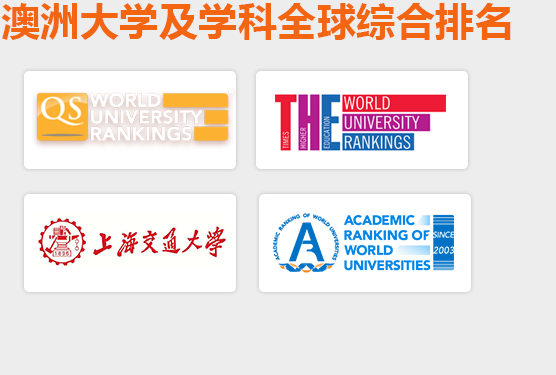 澳洲大学及学科全球综合排名
QS WORLD
UNIVERSITY
RANKINGS
THE
TIMES
HIGHER
EDUCATION
WORLD
UNIVERSITY
RANKINGS
1896
上海交通大学
ACADEMIC RANKING OF WORLD UNIVERSITIES
ACADEMIC
RANKING OF
WORLD
UNIVERSITIES
SINCE
2003